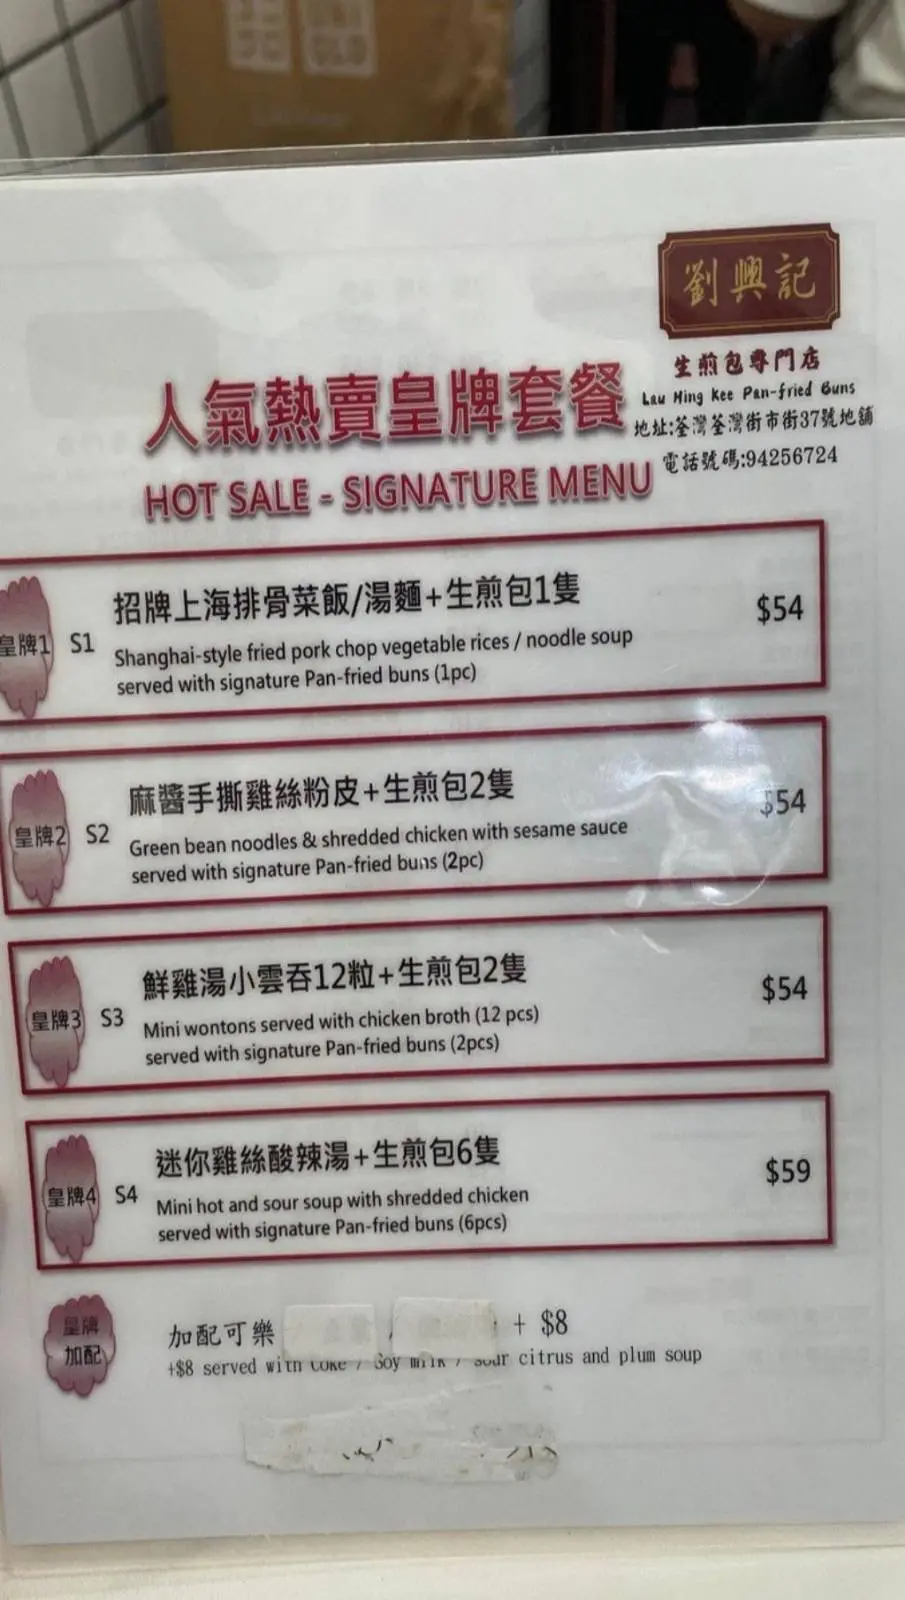 劉興記
生煎包專門店
Lau Hing Kee Pan-fried Buns
地址:荃灣荃灣街市街37號地舖
電話號碼:94256724
人氣熱賣皇牌套餐
HOT SALE - SIGNATURE MENU
皇牌1 S1 招牌上海排骨菜飯/湯麵+生煎包1隻 $54
Shanghai-style fried pork chop vegetable rices / noodle soup
served with signature Pan-fried buns (1pc)
皇牌2 S2 麻醬手撕雞絲粉皮+生煎包2隻 $54
Green bean noodles & shredded chicken with sesame sauce
served with signature Pan-fried buns (2pc)
皇牌3 S3 鮮雞湯小雲吞12粒+生煎包2隻 $54
Mini wontons served with chicken broth (12 pcs)
served with signature Pan-fried buns (2pcs)
皇牌4 S4 迷你雞絲酸辣湯+生煎包6隻 $59
Mini hot and sour soup with shredded chicken
served with signature Pan-fried buns (6pcs)
皇牌
加配
加配可樂 + $8
+$8 served with Coke / Soy milk / Sour citrus and plum soup